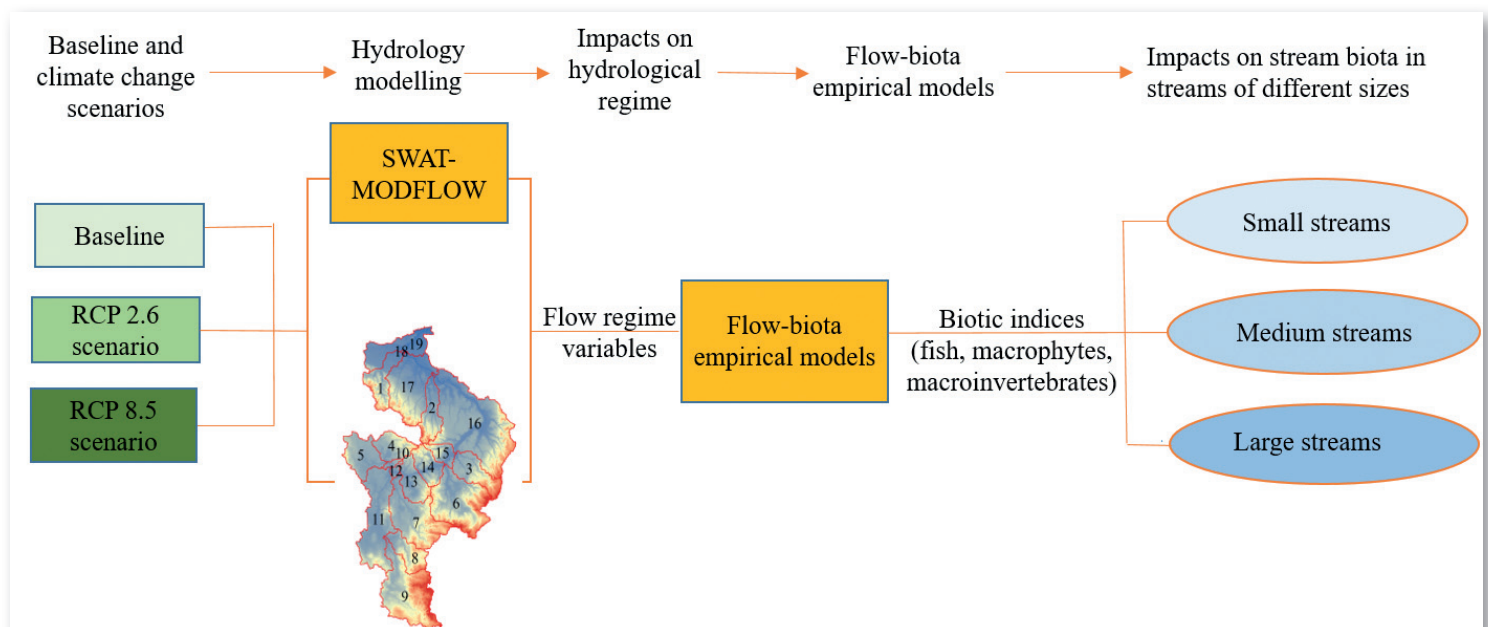 Baseline and
climate change
scenarios
Hydrology
modelling
Impacts on
hydrological
regime
Flow-biota
empirical models
Impacts on stream biota in
streams of different sizes
SWAT-
MODFLOW
Baseline
RCP 2.6
scenario
RCP 8.5
scenario
19
18
1
17
2
16
5
4
10
15
12
14
3
13
6
11
7
8
9
Flow regime
variables
Flow-biota
empirical models
Biotic indices
(fish, macrophytes,
macroinvertebrates)
Small streams
Medium streams
Large streams